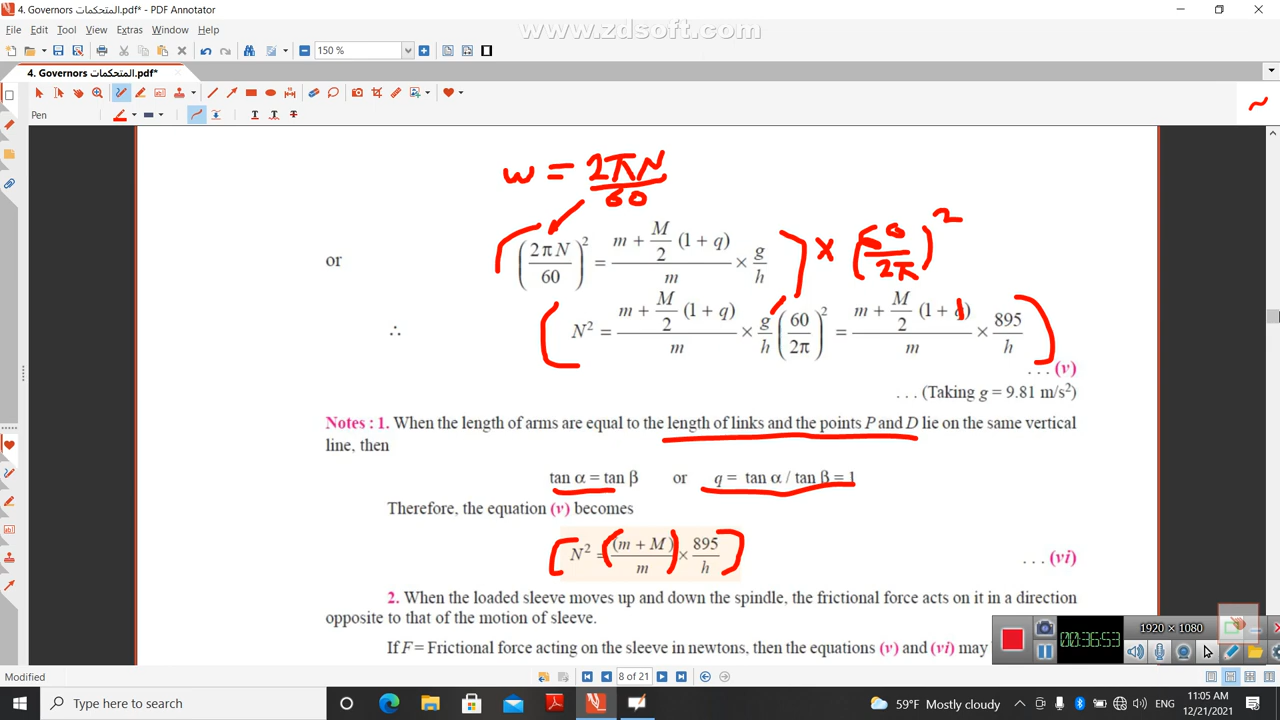 4. Governors المتحكمات.pdf* - PDF Annotator
www.zdsoft.com
File Edit Tool View Extras Window Help
150 %
4. Governors المتحكمات.pdf*
Pen
w = 2πN / 60
or (2 π N / 60)² = (m + M/2 (1 + q)) / m × g/h
× (60 / 2π)²
∴ N² = (m + M/2 (1 + q)) / m × g/h (60 / 2π)² = (m + M/2 (1 + q)) / m × 895 / h
. . . (v)
. . . (Taking g = 9.81 m/s²)
Notes : 1. When the length of arms are equal to the length of links and the points P and D lie on the same vertical
line, then
tan α = tan β or q = tan α / tan β = 1
Therefore, the equation (v) becomes
N² = (m + M) / m × 895 / h . . . (vi)
2. When the loaded sleeve moves up and down the spindle, the frictional force acts on it in a direction
opposite to that of the motion of sleeve.
If F = Frictional force acting on the sleeve in newtons, then the equations (v) and (vi) may
00:36:53
1920 × 1080
Modified
8 of 21
Type here to search
59°F Mostly cloudy
ENG
11:05 AM
12/21/2021